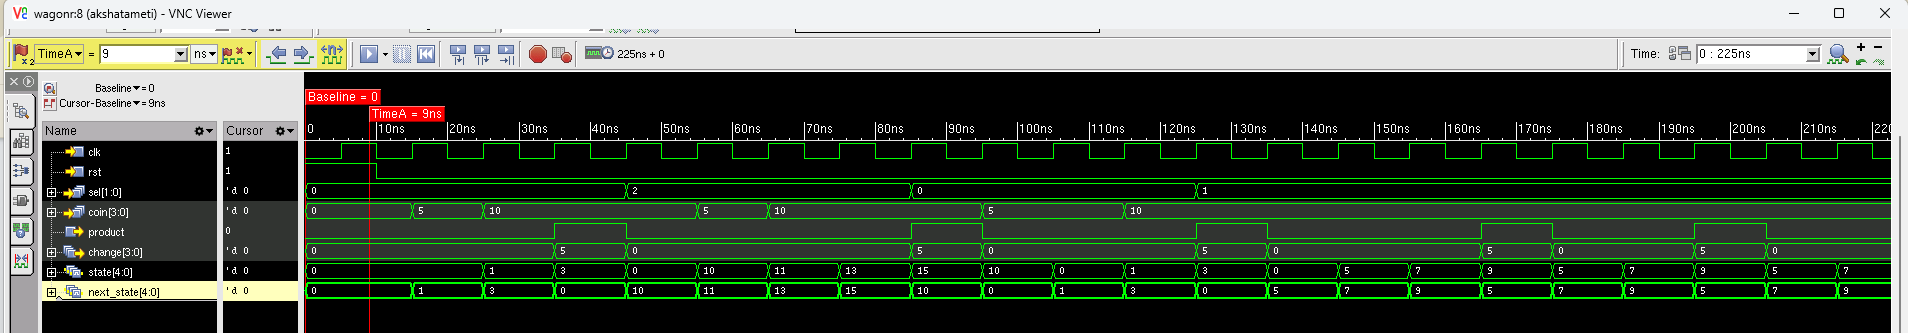 wagonr:8 (akshatameti) - VNC Viewer
TimeA = 9 ns 225ns + 0 Time: 0 : 225ns
x2
Baseline = 0
Cursor-Baseline = 9ns
Baseline = 0
TimeA = 9ns
Name Cursor 0 10ns 20ns 30ns 40ns 50ns 60ns 70ns 80ns 90ns 100ns 110ns 120ns 130ns 140ns 150ns 160ns 170ns 180ns 190ns 200ns 210ns 220
clk 1
rst 1
sel[1:0] 'd 0 0 2 0 1
coin[3:0] 'd 0 0 5 10 5 10 5 10
product 0
change[3:0] 'd 0 0 5 0 5 0 5 0 5 0 5 0
state[4:0] 'd 0 0 1 3 0 10 11 13 15 10 0 1 3 0 5 7 9 5 7 9 5 7
next_state[4:0] 'd 0 0 1 3 0 10 11 13 15 10 0 1 3 0 5 7 9 5 7 9 5 7 9